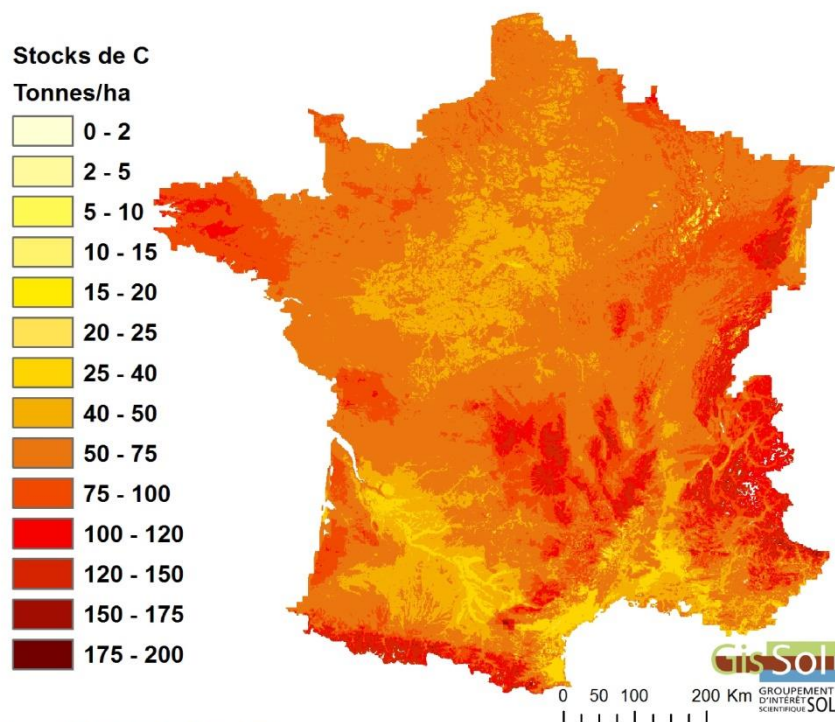 Stocks de C
Tonnes/ha
0 - 2
2 - 5
5 - 10
10 - 15
15 - 20
20 - 25
25 - 40
40 - 50
50 - 75
75 - 100
100 - 120
120 - 150
150 - 175
175 - 200
Gis Sol
GROUPEMENT
D'INTÉRÊT
SCIENTIFIQUE SOL
0 50 100 200 Km